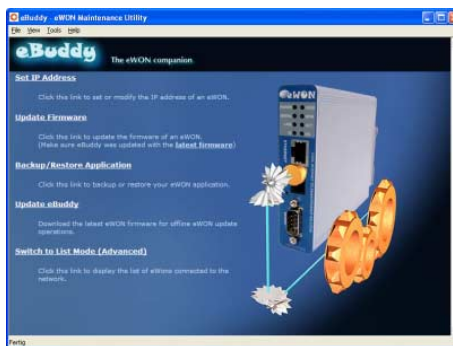 eBuddy - eWON Maintenance Utility
File View Tools Help
eBuddy The eWON companion
Set IP Address
Click this link to set or modify the IP address of an eWON.
Update Firmware
Click this link to update the firmware of an eWON.
(Make sure eBuddy was updated with the latest firmware)
Backup/Restore Application
Click this link to backup or restore your eWON application.
Update eBuddy
Download the latest eWON firmware for offline eWON update
operations.
Switch to List Mode (Advanced)
Click this link to display the list of eWons connected to the
network.
eWON
Fertig